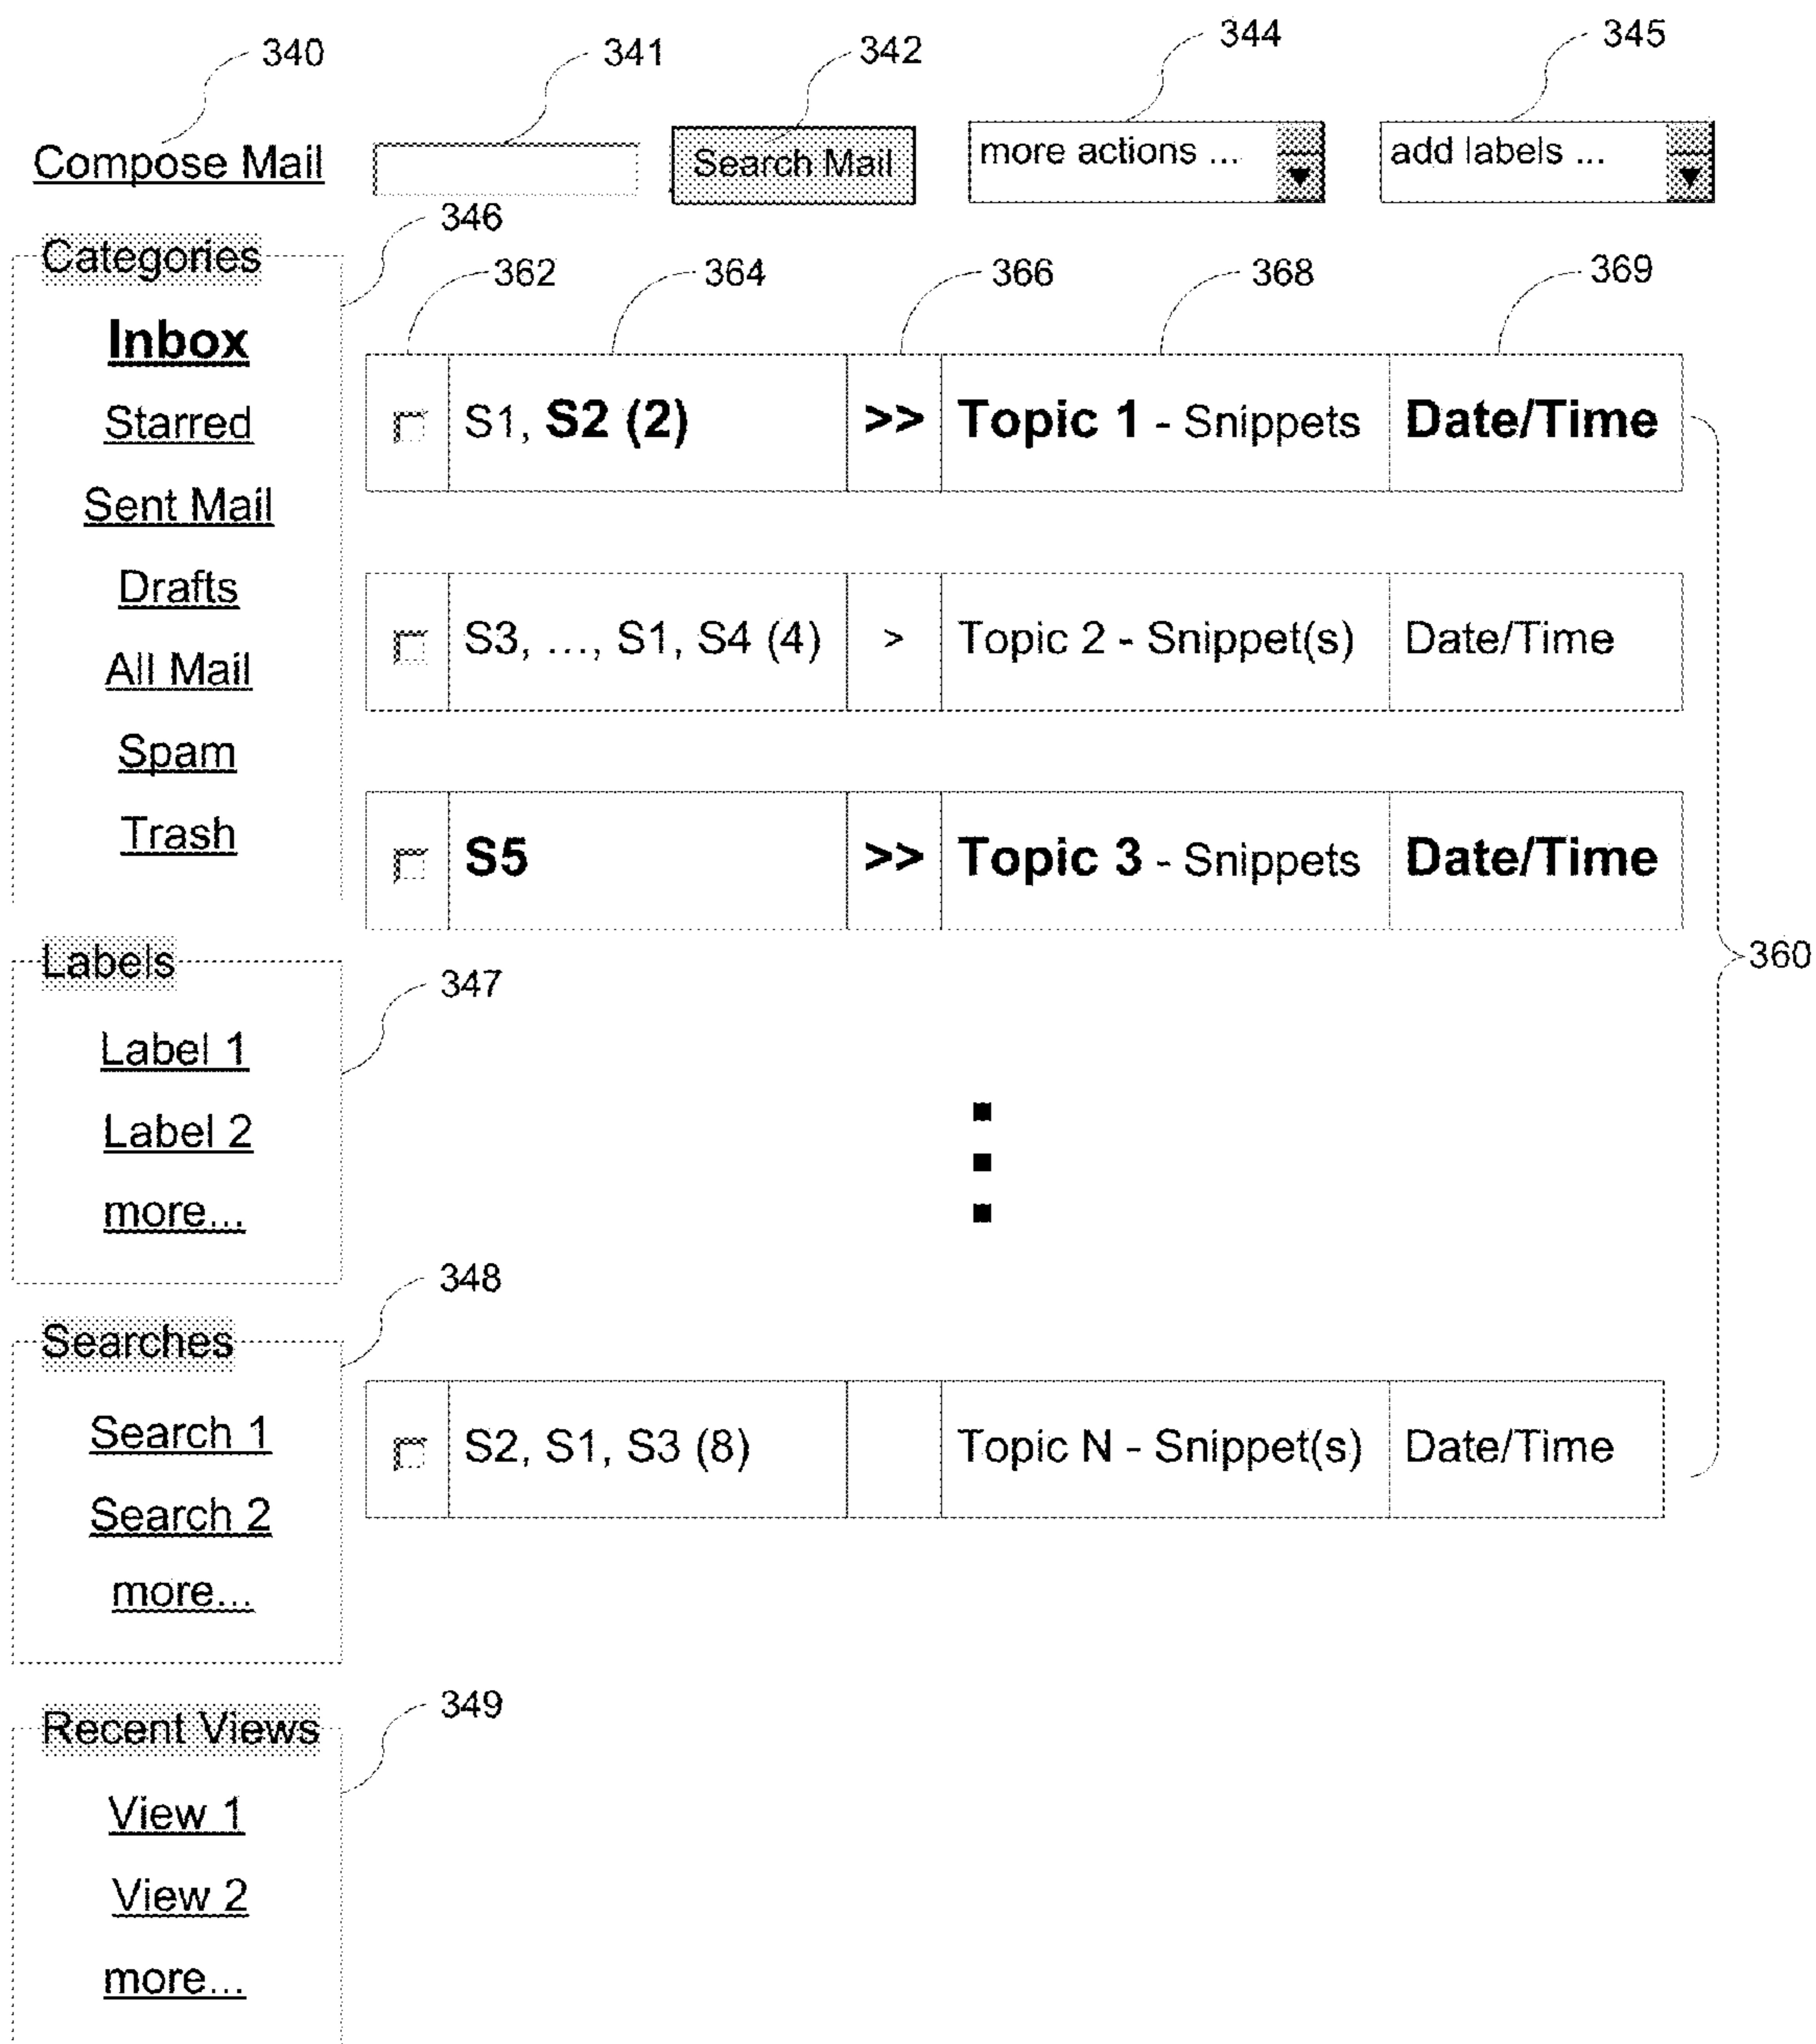 340 341 342 344 345
Compose Mail Search Mail more actions ... add labels ...
346
Categories
Inbox
Starred
Sent Mail
Drafts
All Mail
Spam
Trash
362 364 366 368 369
S1, S2 (2) >> Topic 1 - Snippets Date/Time
S3, ..., S1, S4 (4) > Topic 2 - Snippet(s) Date/Time
S5 >> Topic 3 - Snippets Date/Time
360
Labels
347
Label 1
Label 2
more...
348
Searches
Search 1
Search 2
more...
S2, S1, S3 (8) Topic N - Snippet(s) Date/Time
349
Recent Views
View 1
View 2
more...